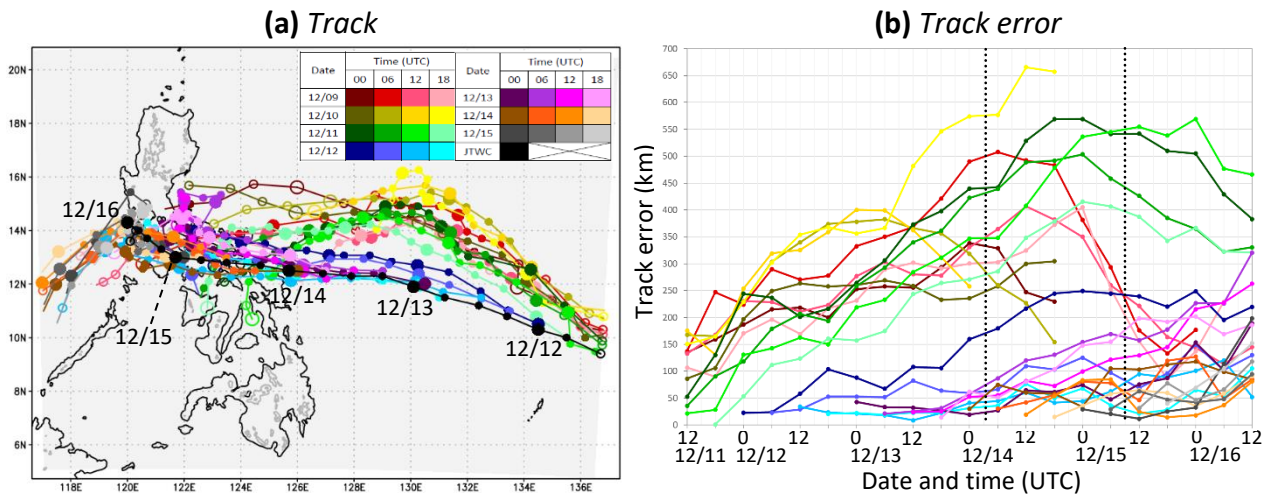 (a) Track
20N
18N
16N
14N
12N
10N
8N
6N
118E 120E 122E 124E 126E 128E 130E 132E 134E 136E
Date Time (UTC) Date Time (UTC)
00 06 12 18 00 06 12 18
12/09 12/13
12/10 12/14
12/11 12/15
12/12 JTWC
12/16
12/15
12/14
12/13
12/12
(b) Track error
Track error (km)
700
650
600
550
500
450
400
350
300
250
200
150
100
50
0
12 0 12 0 12 0 12 0 12 0 12
12/11 12/12 12/13 12/14 12/15 12/16
Date and time (UTC)